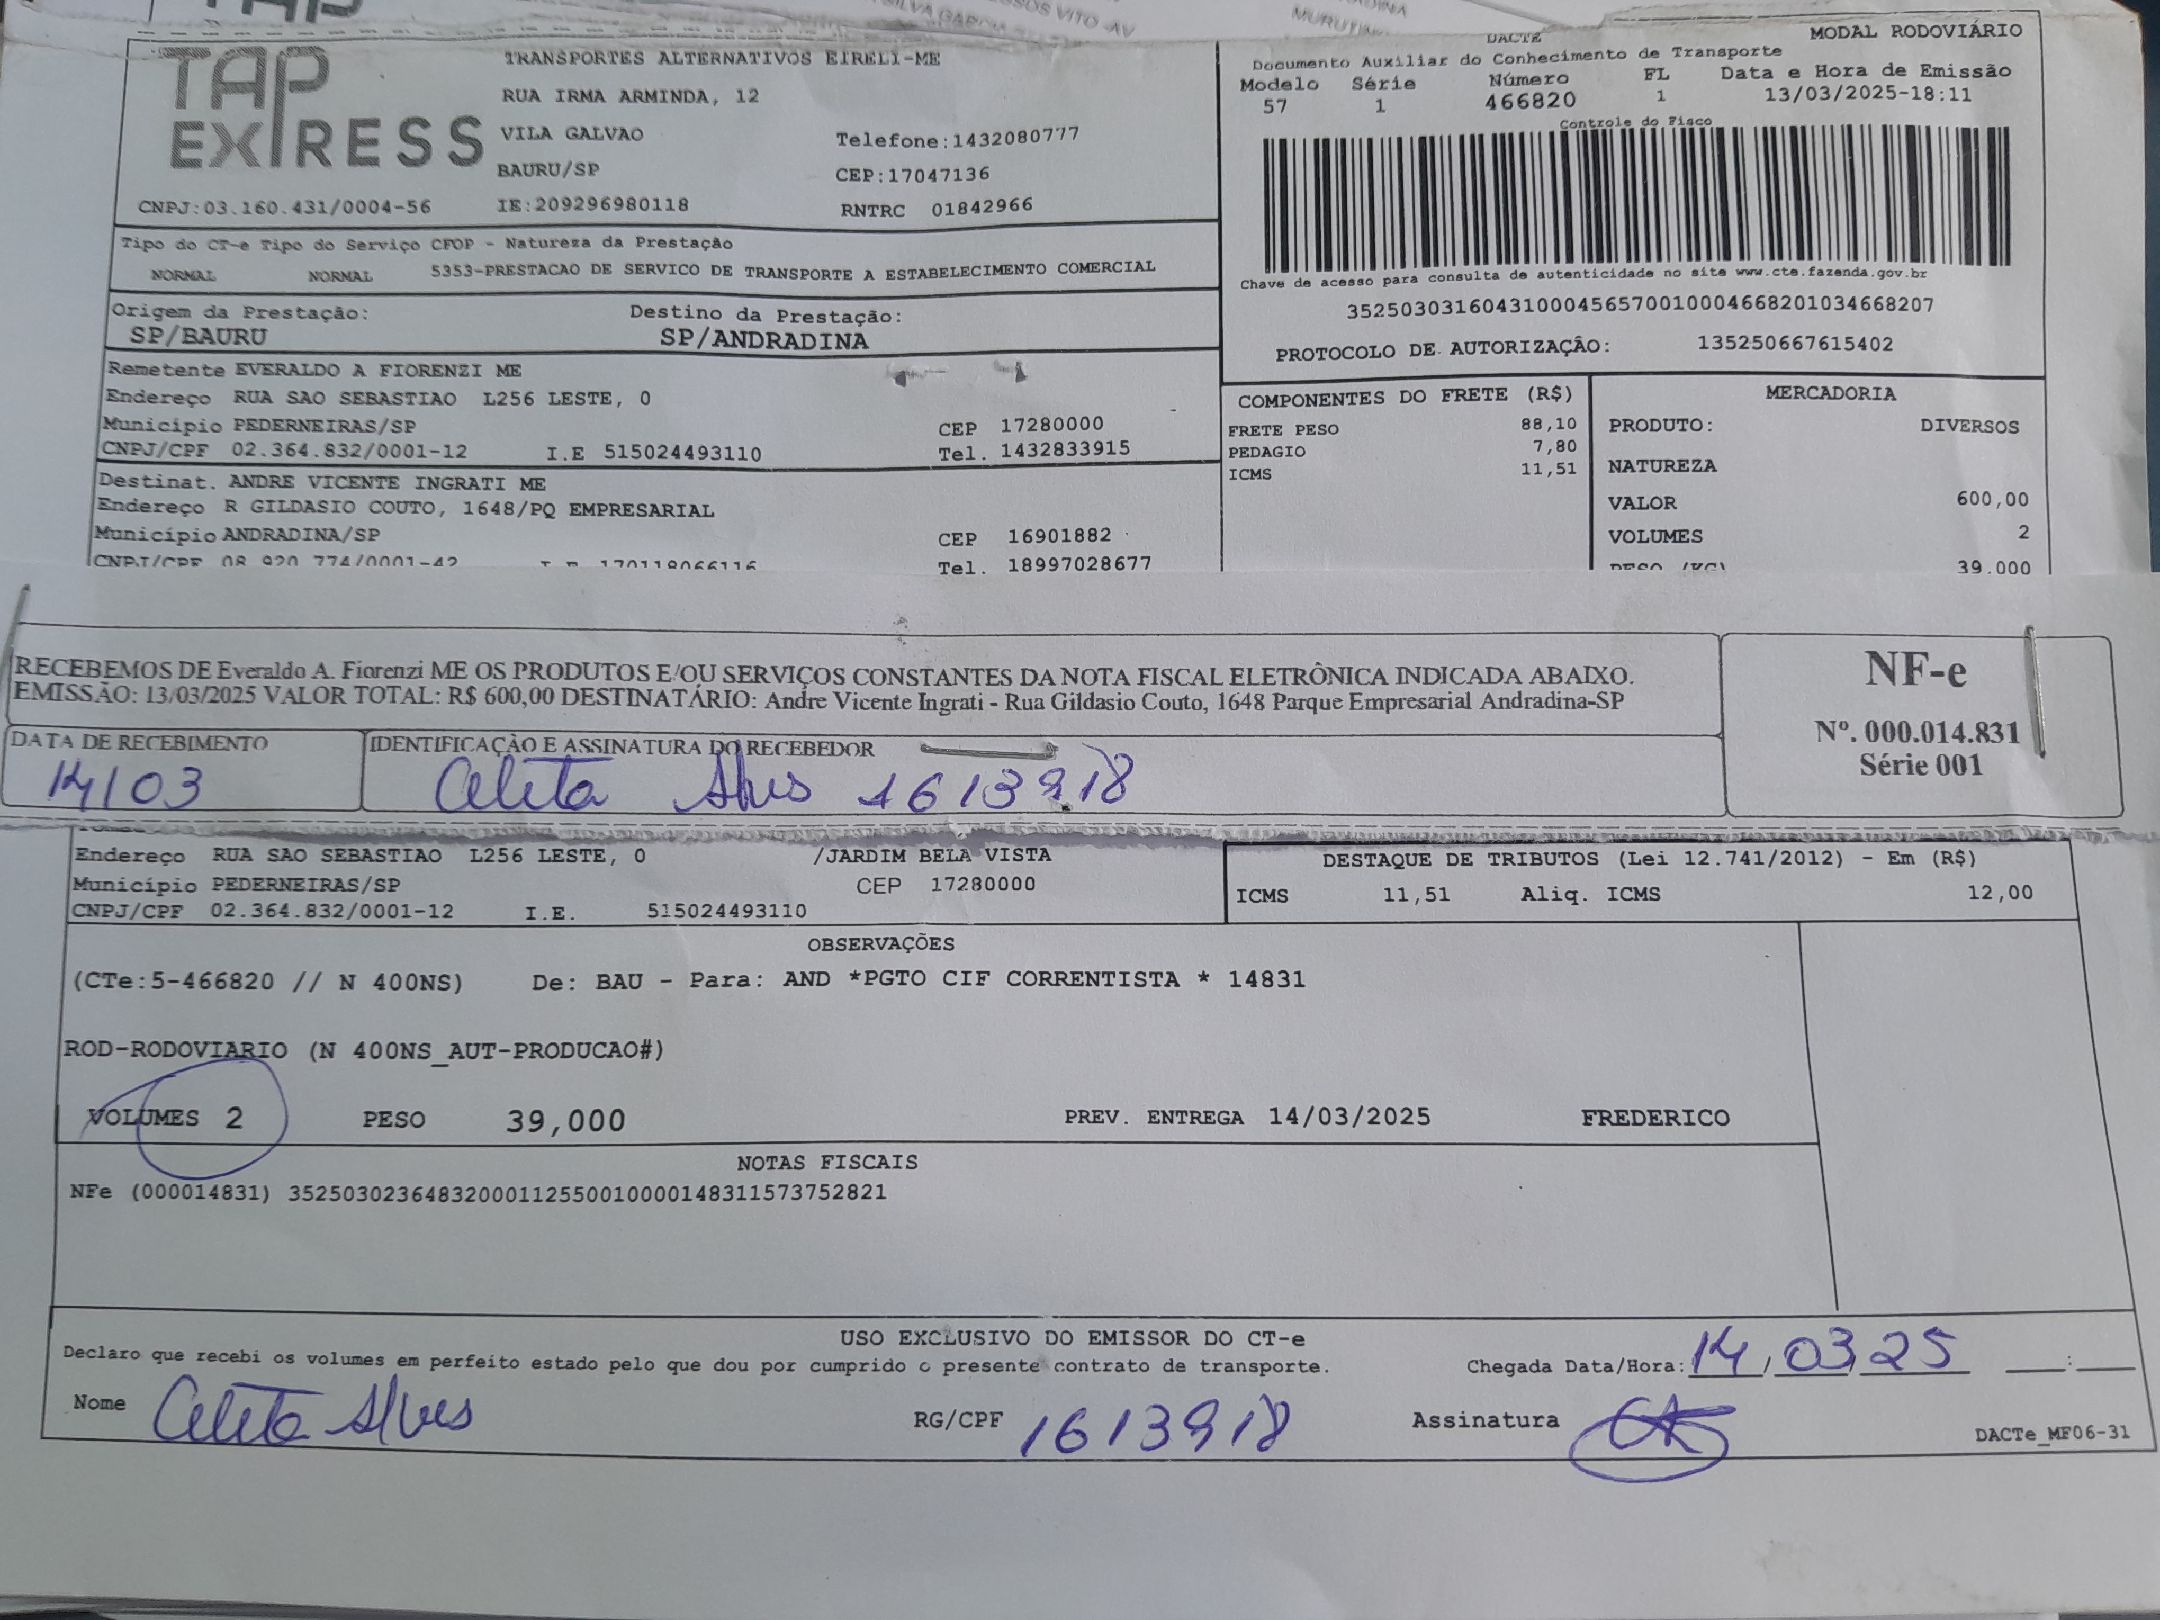 TAP
EXPRESS
TRANSPORTES ALTERNATIVOS EIRELI-ME
RUA IRMA ARMINDA, 12
VILA GALVAO Telefone:1432080777
BAURU/SP CEP:17047136
CNPJ:03.160.431/0004-56 IE:209296980118 RNTRC 01842966
Tipo do CT-e Tipo do Serviço CFOP - Natureza da Prestação
NORMAL NORMAL 5353-PRESTACAO DE SERVICO DE TRANSPORTE A ESTABELECIMENTO COMERCIAL
Origem da Prestação: Destino da Prestação:
SP/BAURU SP/ANDRADINA
Remetente EVERALDO A FIORENZI ME
Endereço RUA SAO SEBASTIAO L256 LESTE, 0
Município PEDERNEIRAS/SP CEP 17280000
CNPJ/CPF 02.364.832/0001-12 I.E 515024493110 Tel. 1432833915
Destinat. ANDRE VICENTE INGRATI ME
Endereço R GILDASIO COUTO, 1648/PQ EMPRESARIAL
Município ANDRADINA/SP CEP 16901882
CNPJ/CPF 08 920 774/0001-42 I E 170118066116 Tel. 18997028677
DACTE MODAL RODOVIÁRIO
Documento Auxiliar do Conhecimento de Transporte
Modelo Série Número FL Data e Hora de Emissão
57 1 466820 1 13/03/2025-18:11
Controle do Fisco
Chave de acesso para consulta de autenticidade no site www.cte.fazenda.gov.br
35250303160431000456570010004668201034668207
PROTOCOLO DE AUTORIZAÇÃO: 135250667615402
COMPONENTES DO FRETE (R$)
FRETE PESO 88,10
PEDAGIO 7,80
ICMS 11,51
MERCADORIA
PRODUTO: DIVERSOS
NATUREZA
VALOR 600,00
VOLUMES 2
PESO (KG) 39.000
RECEBEMOS DE Everaldo A. Fiorenzi ME OS PRODUTOS E/OU SERVIÇOS CONSTANTES DA NOTA FISCAL ELETRÔNICA INDICADA ABAIXO.
EMISSÃO: 13/03/2025 VALOR TOTAL: R$ 600,00 DESTINATÁRIO: Andre Vicente Ingrati - Rua Gildasio Couto, 1648 Parque Empresarial Andradina-SP
DATA DE RECEBIMENTO IDENTIFICAÇÃO E ASSINATURA DO RECEBEDOR
14/03 Cleta Alves 1613918
NF-e
Nº. 000.014.831
Série 001
Endereço RUA SAO SEBASTIAO L256 LESTE, 0 /JARDIM BELA VISTA
Município PEDERNEIRAS/SP CEP 17280000
CNPJ/CPF 02.364.832/0001-12 I.E. 515024493110
DESTAQUE DE TRIBUTOS (Lei 12.741/2012) - Em (R$)
ICMS 11,51 Aliq. ICMS 12,00
OBSERVAÇÕES
(CTe:5-466820 // N 400NS) De: BAU - Para: AND *PGTO CIF CORRENTISTA * 14831
ROD-RODOVIARIO (N 400NS_AUT-PRODUCAO#)
VOLUMES 2 PESO 39,000 PREV. ENTREGA 14/03/2025 FREDERICO
NOTAS FISCAIS
NFe (000014831) 35250302364832000112550010000148311573752821
USO EXCLUSIVO DO EMISSOR DO CT-e
Declaro que recebi os volumes em perfeito estado pelo que dou por cumprido o presente contrato de transporte. Chegada Data/Hora: 14/03/25 :
Nome Cleta Alves RG/CPF 1613918 Assinatura
DACTe_MF06-31